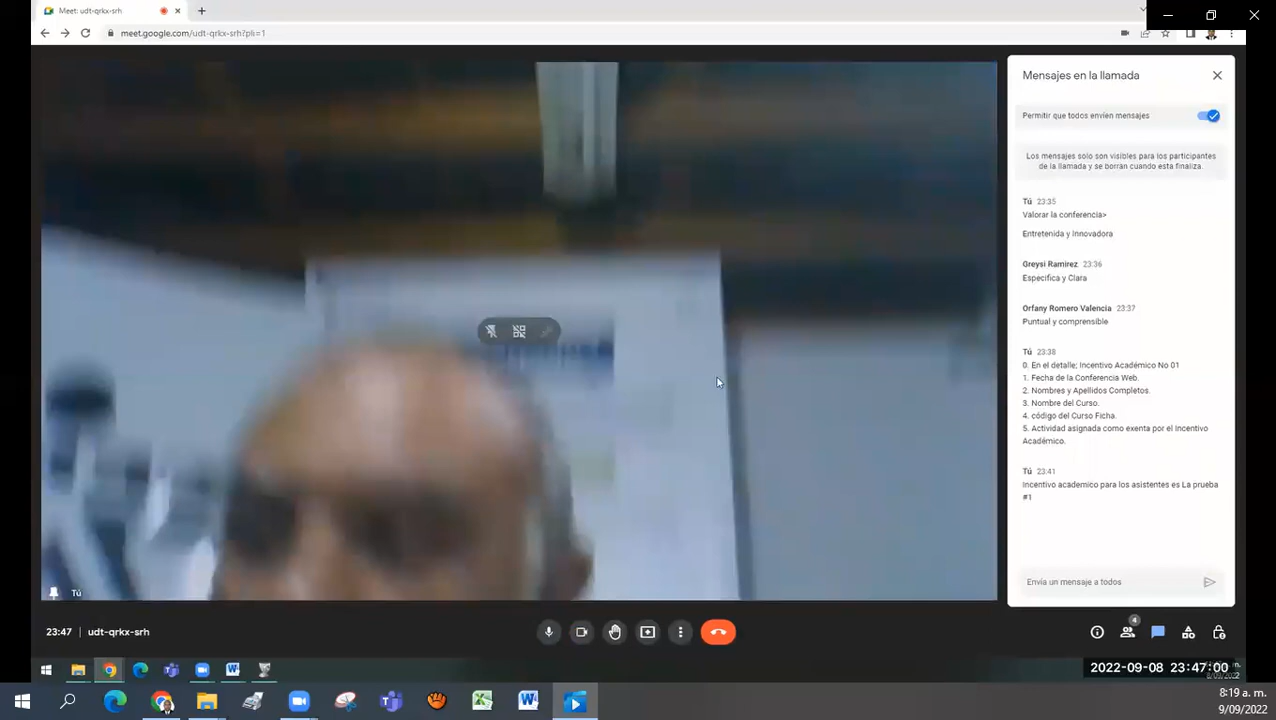 Meet: udt-qrkx-srh
meet.google.com/udt-qrkx-srh?pli=1
Mensajes en la llamada
Permitir que todos envíen mensajes
Los mensajes solo son visibles para los participantes
de la llamada y se borran cuando esta finaliza.
Tú 23:35
Valorar la conferencia>
Entretenida y Innovadora
Greysi Ramirez 23:36
Especifica y Clara
Orfany Romero Valencia 23:37
Puntual y comprensible
Tú 23:38
0. En el detalle; Incentivo Académico No 01
1. Fecha de la Conferencia Web.
2. Nombres y Apellidos Completos.
3. Nombre del Curso.
4. código del Curso Ficha.
5. Actividad asignada como exenta por el Incentivo
Académico.
Tú 23:41
Incentivo academico para los asistentes es La prueba
#1
Envía un mensaje a todos
Tú
23:47 | udt-qrkx-srh
4
2022-09-08 23:47:00
8:19 a. m.
9/09/2022